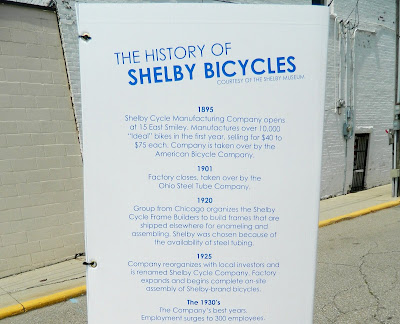 THE HISTORY OF
SHELBY BICYCLES
COURTESY OF THE SHELBY MUSEUM
1895
Shelby Cycle Manufacturing Company opens
at 15 East Smiley. Manufactures over 10,000
"Ideal" bikes in the first year, selling for $40 to
$75 each. Company is taken over by the
American Bicycle Company.
1901
Factory closes, taken over by the
Ohio Steel Tube Company.
1920
Group from Chicago organizes the Shelby
Cycle Frame Builders to build frames that are
shipped elsewhere for enameling and
assembling. Shelby was chosen because of
the availability of steel tubing.
1925
Company reorganizes with local investors and
is renamed Shelby Cycle Company. Factory
expands and begins complete on-site
assembly of Shelby-brand bicycles.
The 1930's
The Company's best years.
Employment surges to 300 employees.